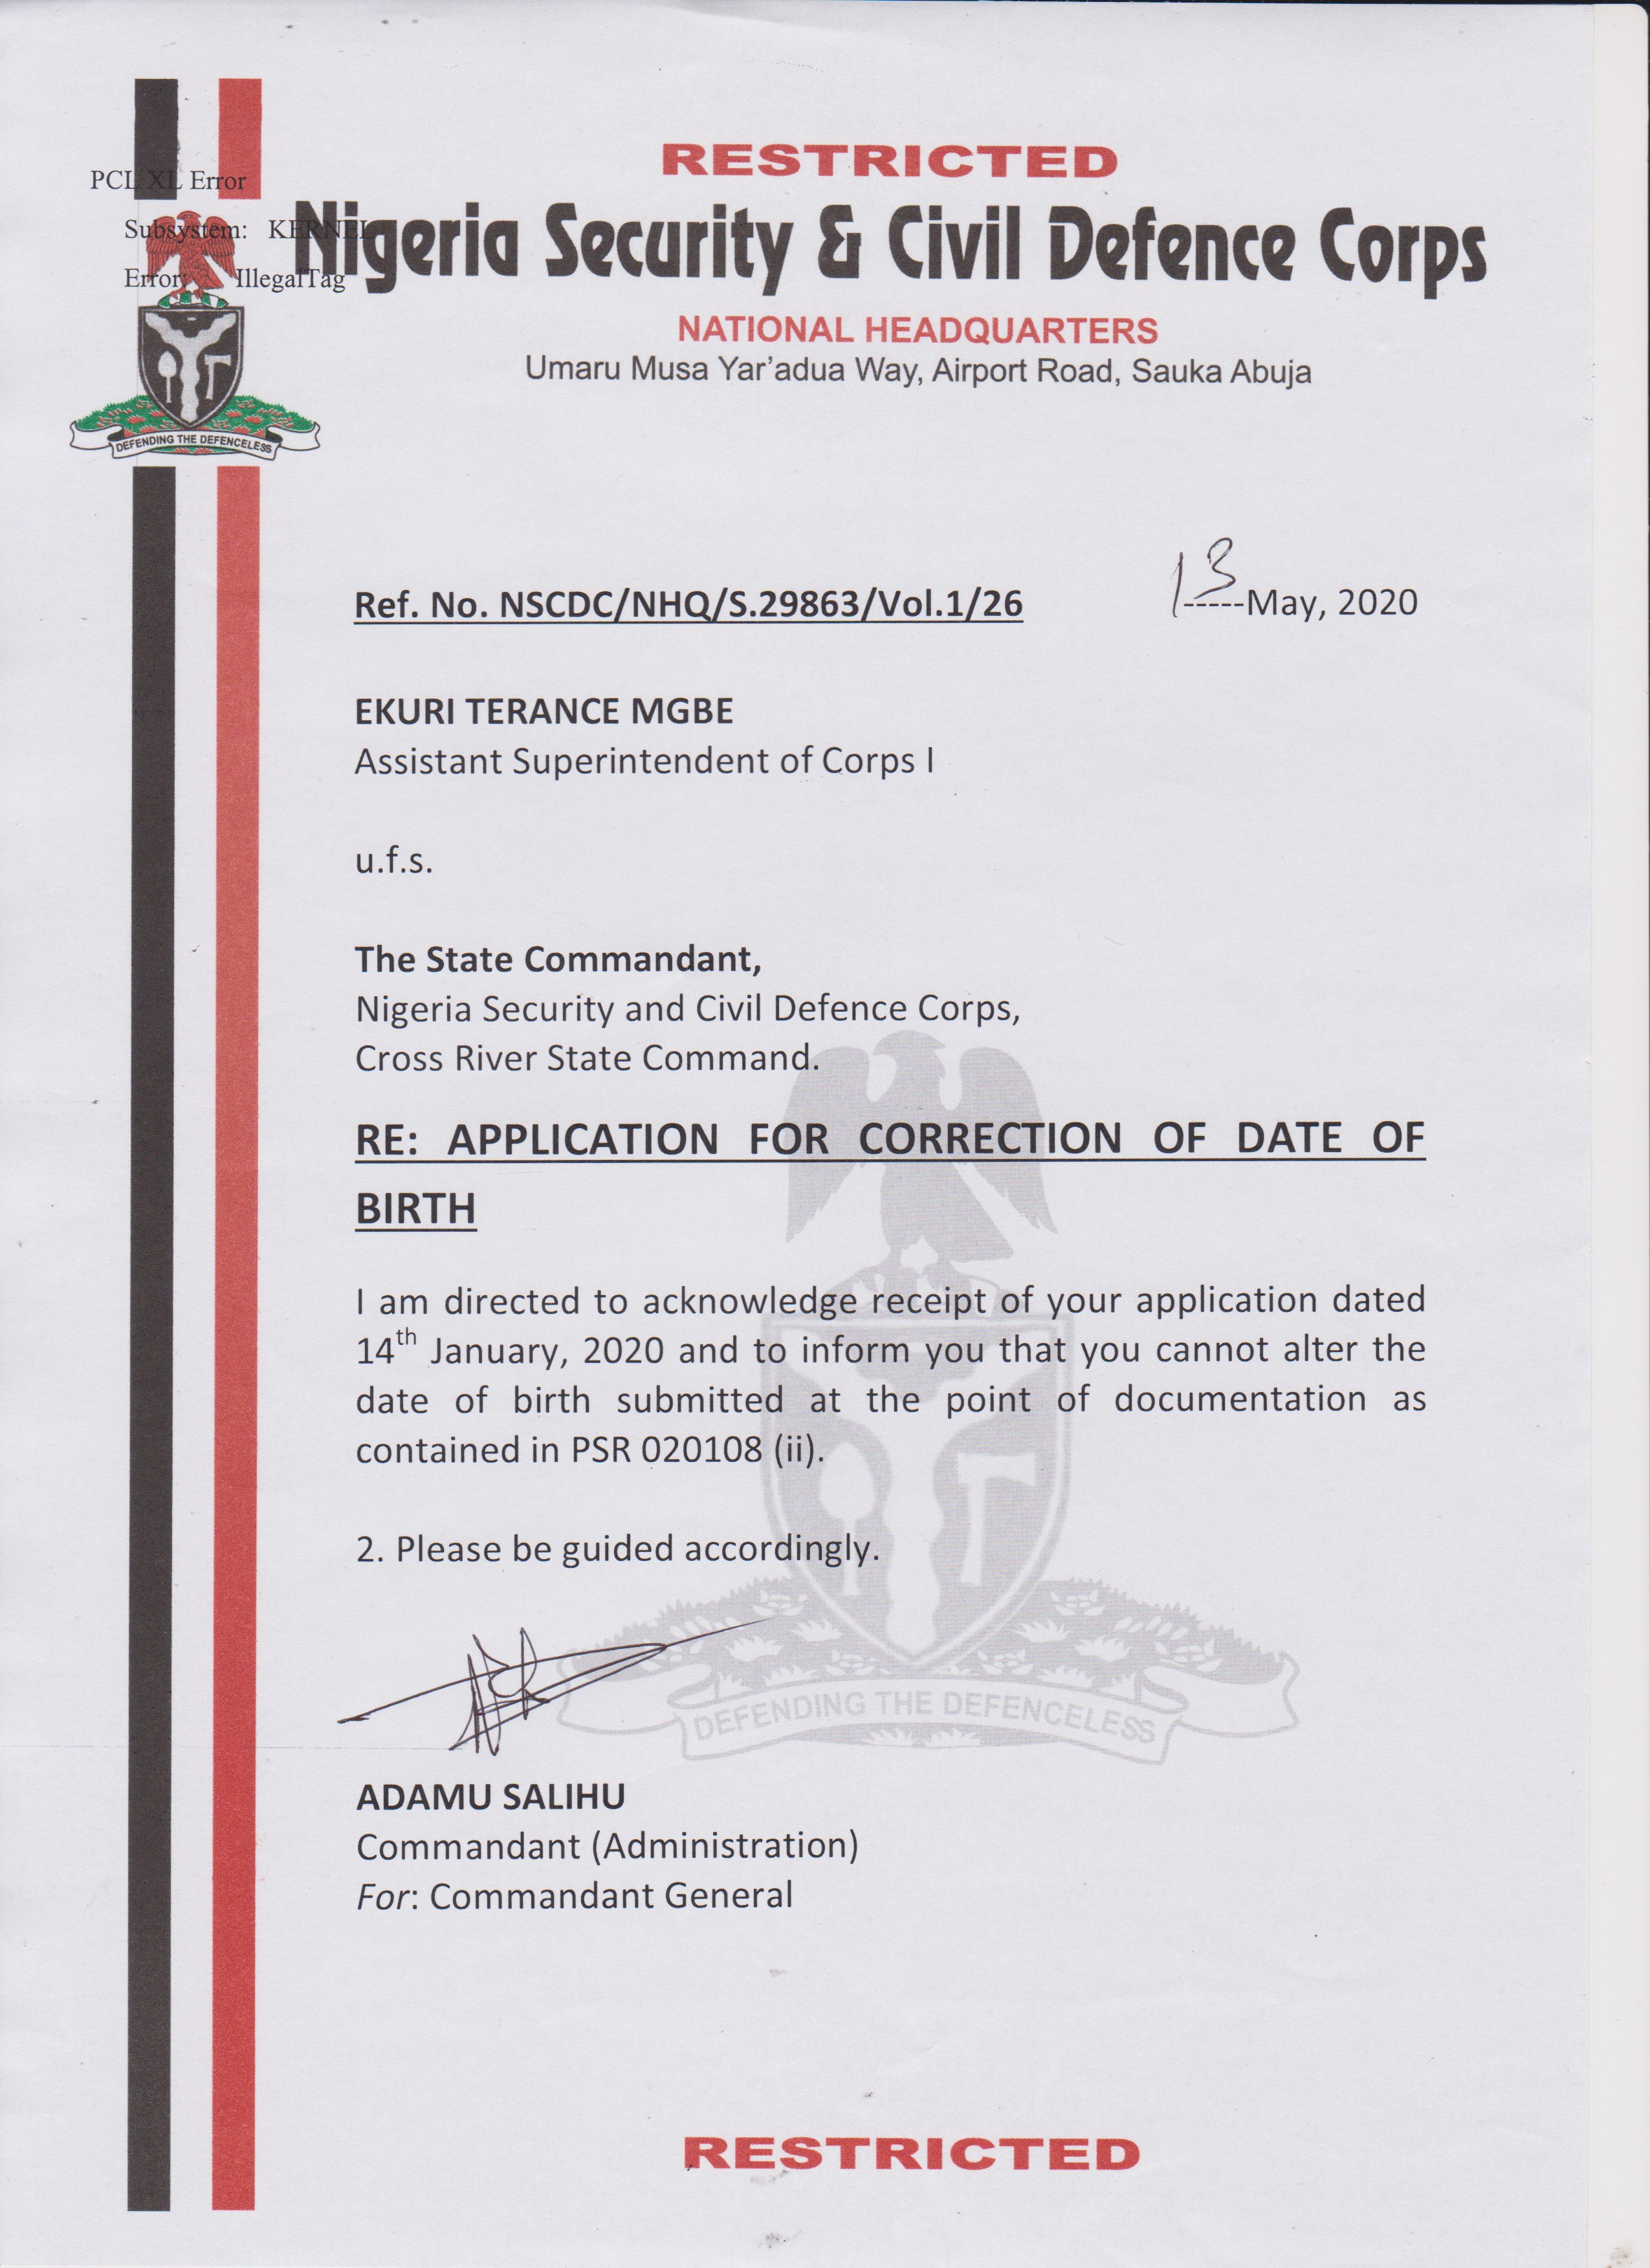 RESTRICTED
PCL XL Error
Subsystem: KERNEL
Error: IllegalTag
Nigeria Security & Civil Defence Corps
NATIONAL HEADQUARTERS
Umaru Musa Yar’adua Way, Airport Road, Sauka Abuja
DEFENDING THE DEFENCELESS
Ref. No. NSCDC/NHQ/S.29863/Vol.1/26
13-----May, 2020
EKURI TERANCE MGBE
Assistant Superintendent of Corps I
u.f.s.
The State Commandant,
Nigeria Security and Civil Defence Corps,
Cross River State Command.
RE: APPLICATION FOR CORRECTION OF DATE OF
BIRTH
I am directed to acknowledge receipt of your application dated
14th January, 2020 and to inform you that you cannot alter the
date of birth submitted at the point of documentation as
contained in PSR 020108 (ii).
2. Please be guided accordingly.
DEFENDING THE DEFENCELESS
ADAMU SALIHU
Commandant (Administration)
For: Commandant General
RESTRICTED